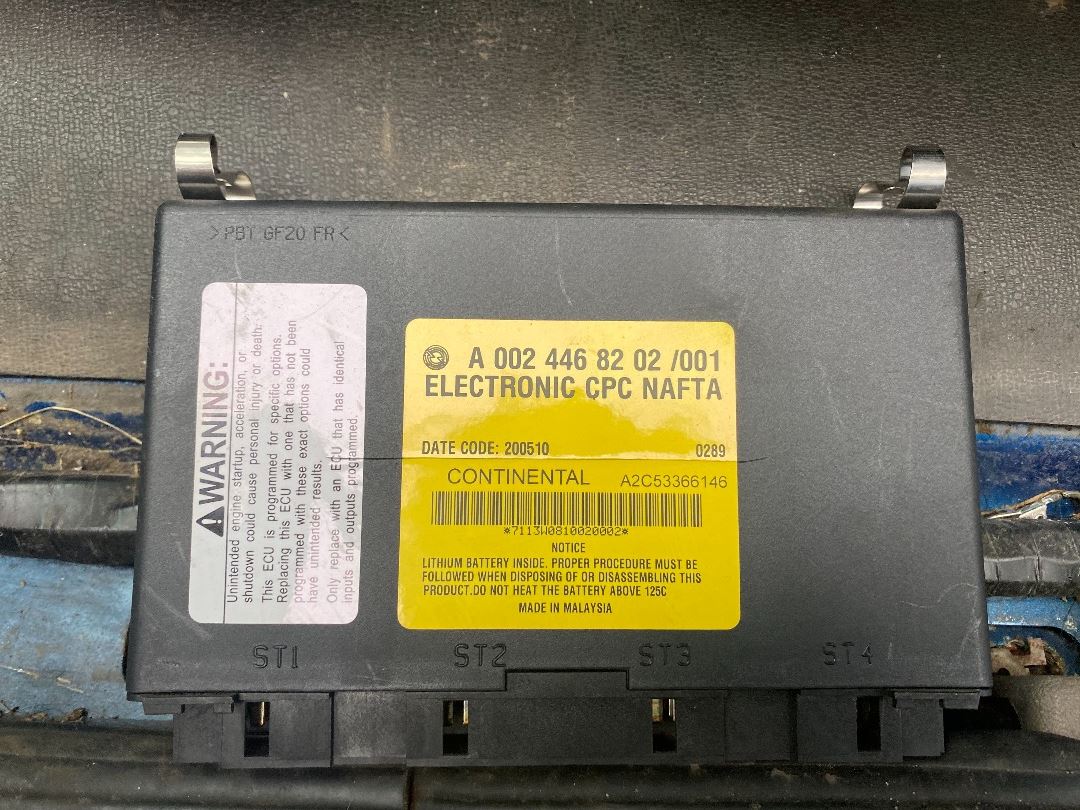 >PBT GF20 FR<
⚠WARNING:
Unintended engine startup, acceleration, or
shutdown could cause personal injury or death.
This ECU is programmed for specific options.
Replacing this ECU with one that has not been
programmed with these exact options could
have unintended results.
Only replace with an ECU that has identical
inputs and outputs programmed.
A 002 446 82 02 /001
ELECTRONIC CPC NAFTA
DATE CODE: 200510 0289
CONTINENTAL A2C53366146
*7113W0810020002*
NOTICE
LITHIUM BATTERY INSIDE. PROPER PROCEDURE MUST BE
FOLLOWED WHEN DISPOSING OF OR DISASSEMBLING THIS
PRODUCT.DO NOT HEAT THE BATTERY ABOVE 125C
MADE IN MALAYSIA
ST1 ST2 ST3 ST4